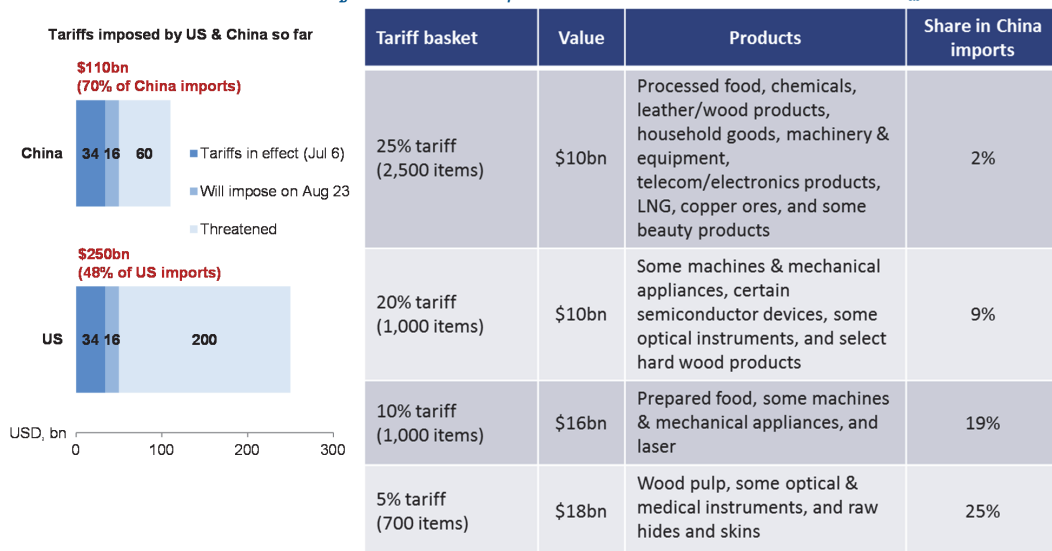 Tariffs imposed by US & China so far
$110bn
(70% of China imports)
China
34 16 60
Tariffs in effect (Jul 6)
Will impose on Aug 23
Threatened
$250bn
(48% of US imports)
US
34 16 200
USD, bn
0 100 200 300
Tariff basket
Value
Products
Share in China
imports
25% tariff
(2,500 items)
$10bn
Processed food, chemicals,
leather/wood products,
household goods, machinery &
equipment,
telecom/electronics products,
LNG, copper ores, and some
beauty products
2%
20% tariff
(1,000 items)
$10bn
Some machines & mechanical
appliances, certain
semiconductor devices, some
optical instruments, and select
hard wood products
9%
10% tariff
(1,000 items)
$16bn
Prepared food, some machines
& mechanical appliances, and
laser
19%
5% tariff
(700 items)
$18bn
Wood pulp, some optical &
medical instruments, and raw
hides and skins
25%